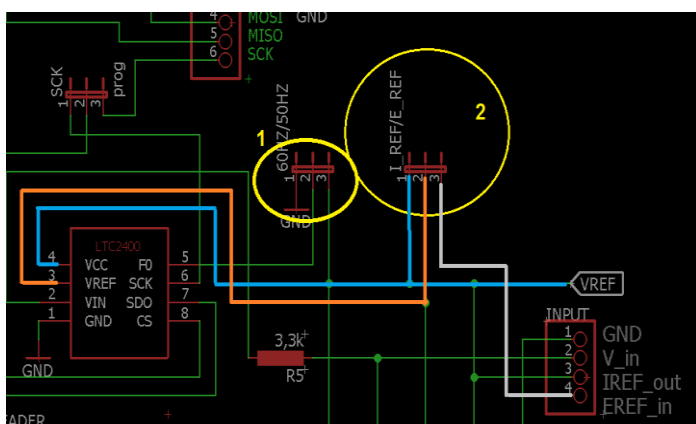 4 MOSI GND
5 MISO
6 SCK
SCK
prog
1 2 3
60HZ/50HZ
1
1 2 3
GND
I_REF/E_REF
2
1 2 3
LTC2400
4 VCC F0 5
3 VREF SCK 6
2 VIN SDO 7
1 GND CS 8
GND
VREF
INPUT
1 GND
2 V_in
3 IREF_out
4 EREF_in
3,3k
R5
EADER